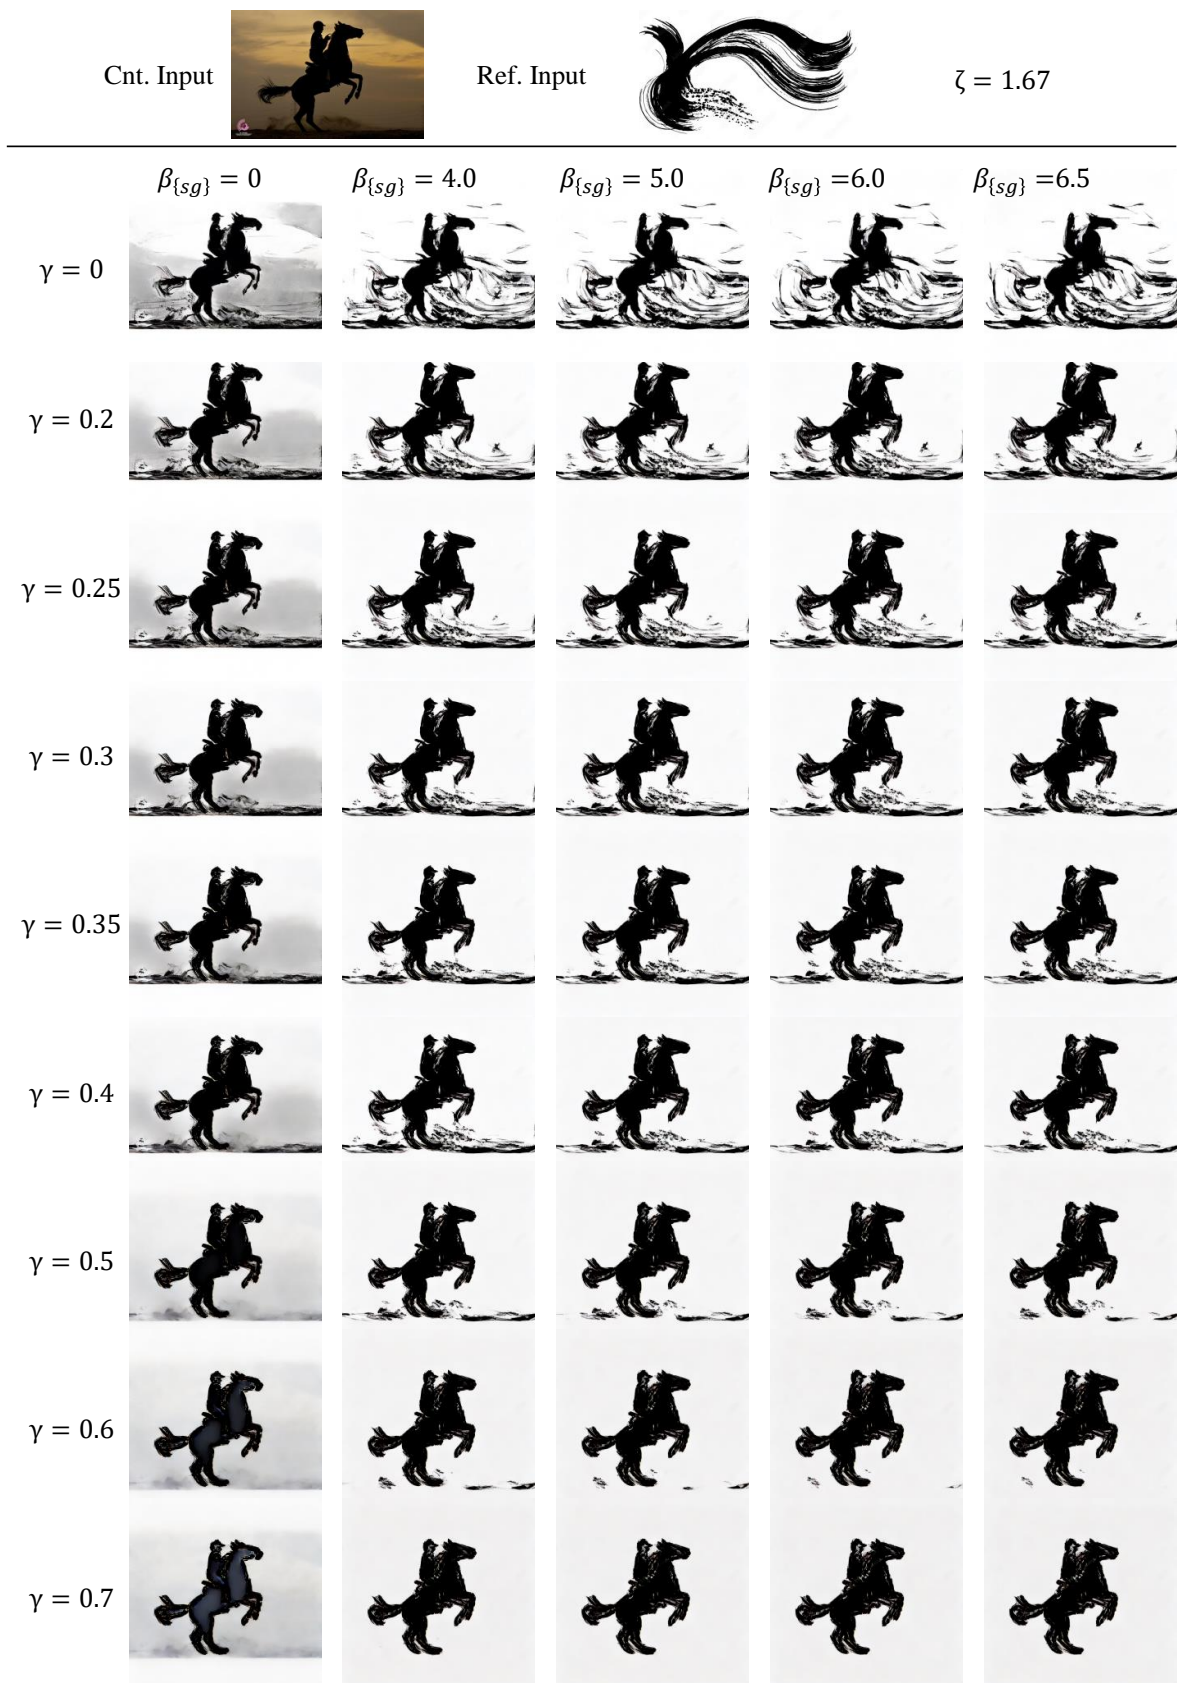 Cnt. Input
Ref. Input
ζ = 1.67
β{sg} = 0
β{sg} = 4.0
β{sg} = 5.0
β{sg} =6.0
β{sg} =6.5
γ = 0
γ = 0.2
γ = 0.25
γ = 0.3
γ = 0.35
γ = 0.4
γ = 0.5
γ = 0.6
γ = 0.7